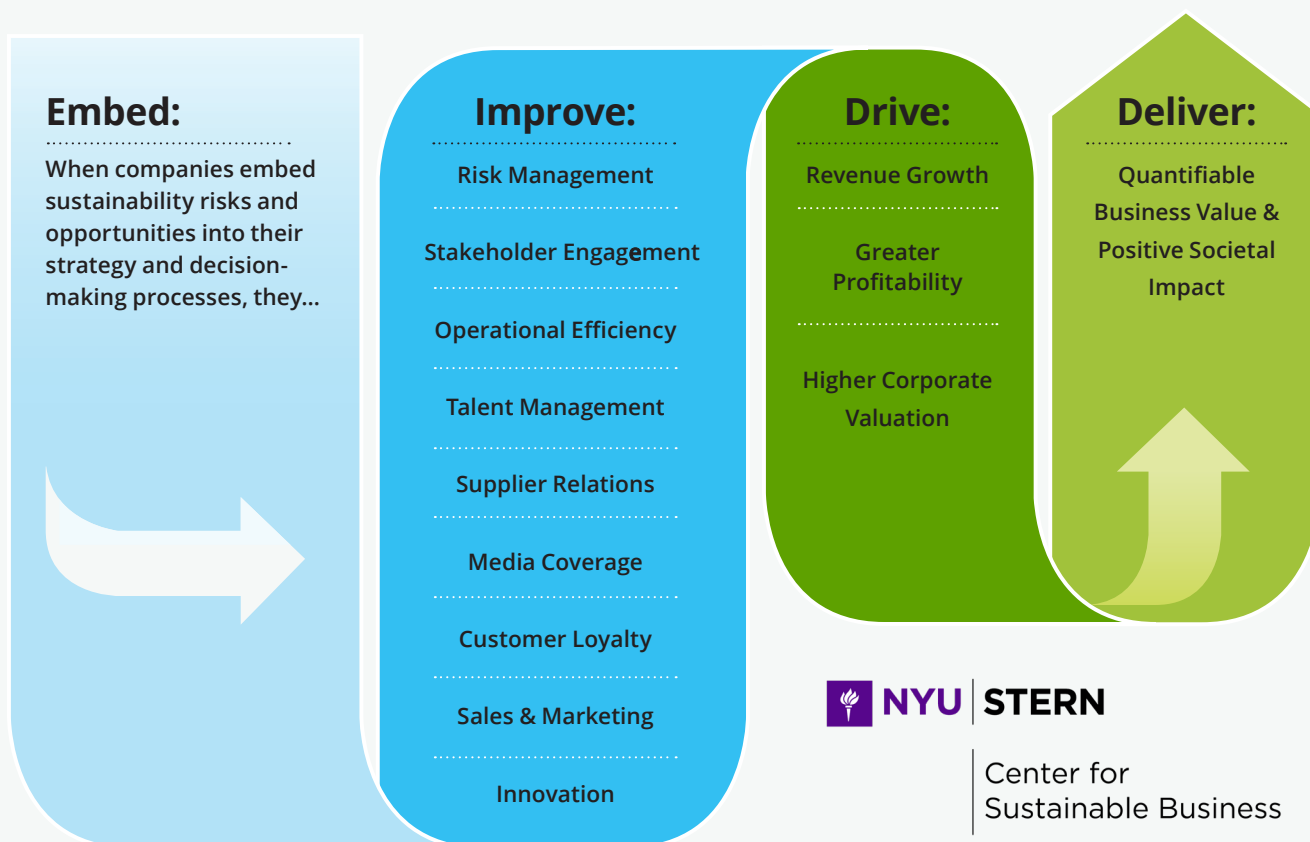 Embed:
When companies embed
sustainability risks and
opportunities into their
strategy and decision-
making processes, they...
Improve:
Risk Management
Stakeholder Engagement
Operational Efficiency
Talent Management
Supplier Relations
Media Coverage
Customer Loyalty
Sales & Marketing
Innovation
Drive:
Revenue Growth
Greater
Profitability
Higher Corporate
Valuation
Deliver:
Quantifiable
Business Value &
Positive Societal
Impact
NYU STERN
Center for
Sustainable Business